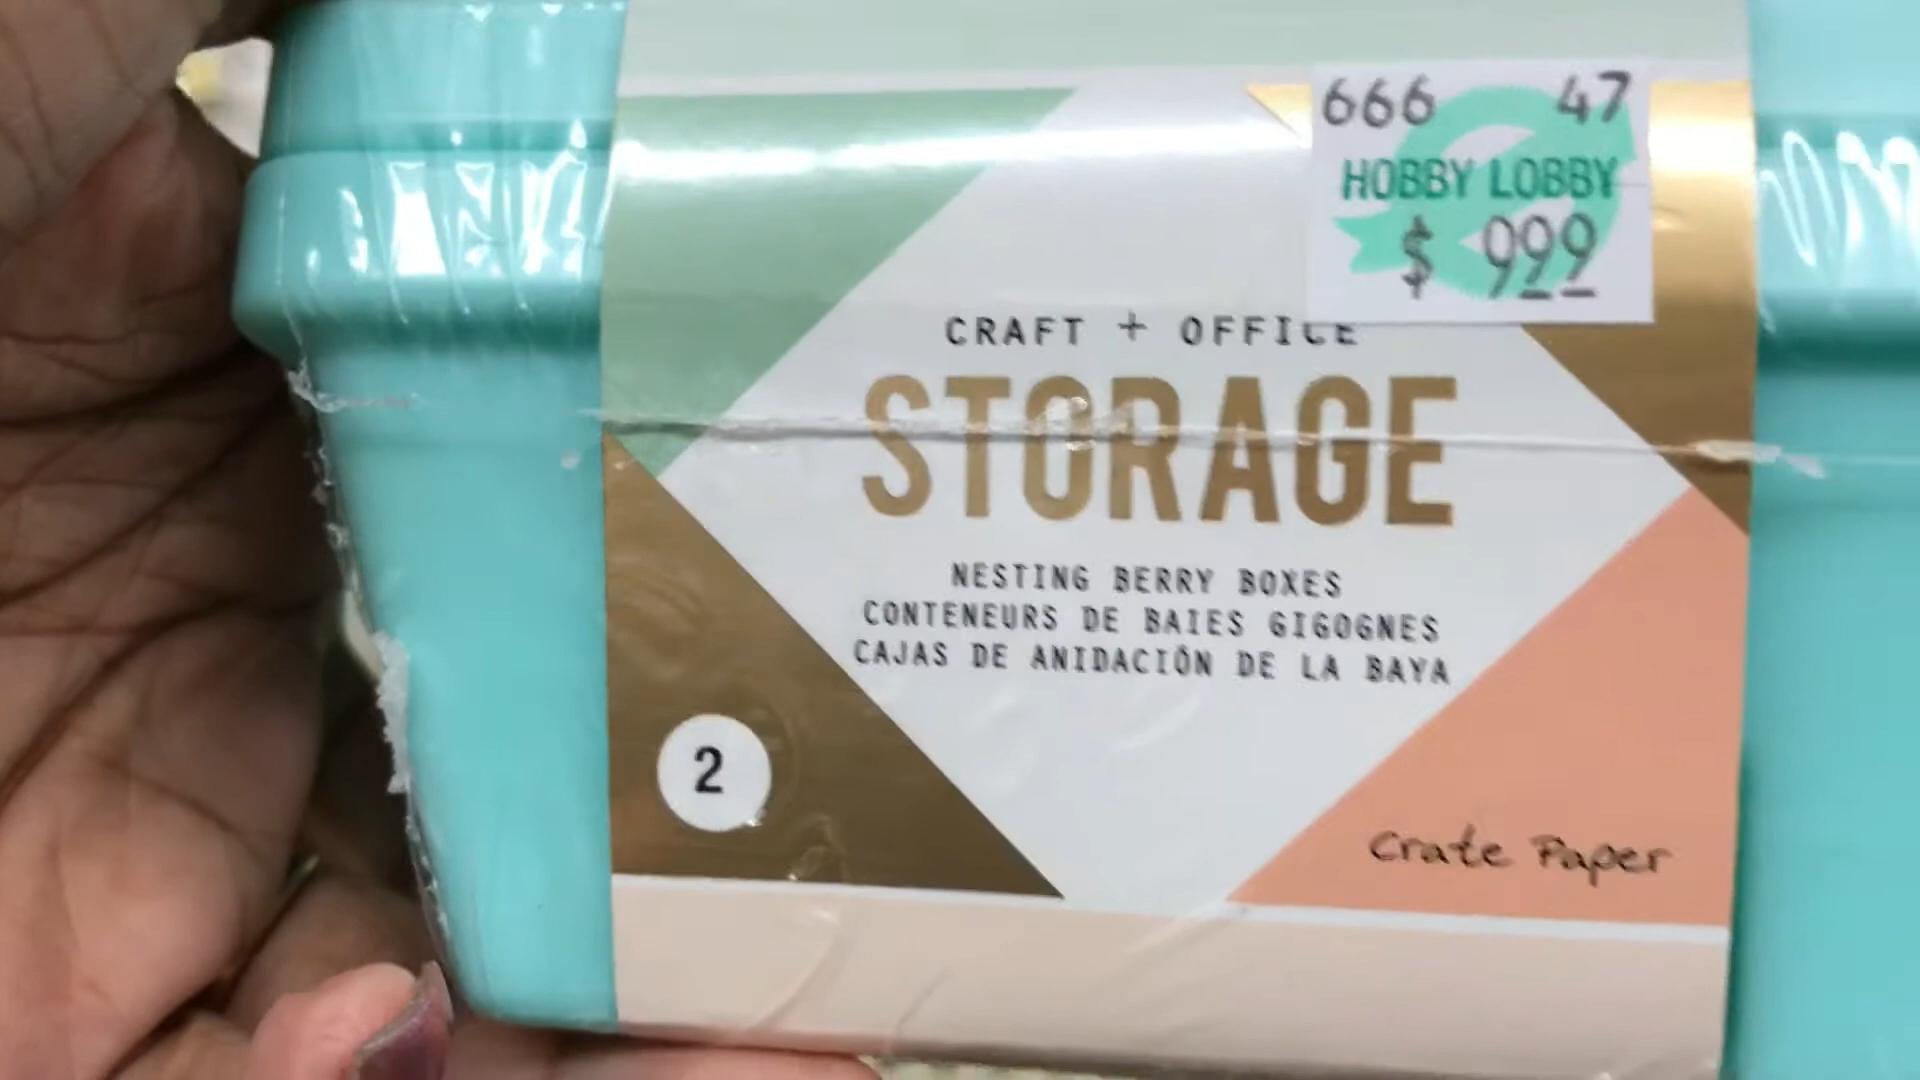 666 47
HOBBY LOBBY
$ 999
CRAFT + OFFICE
STORAGE
NESTING BERRY BOXES
CONTENEURS DE BAIES GIGOGNES
CAJAS DE ANIDACIÓN DE LA BAYA
2
Crate Paper